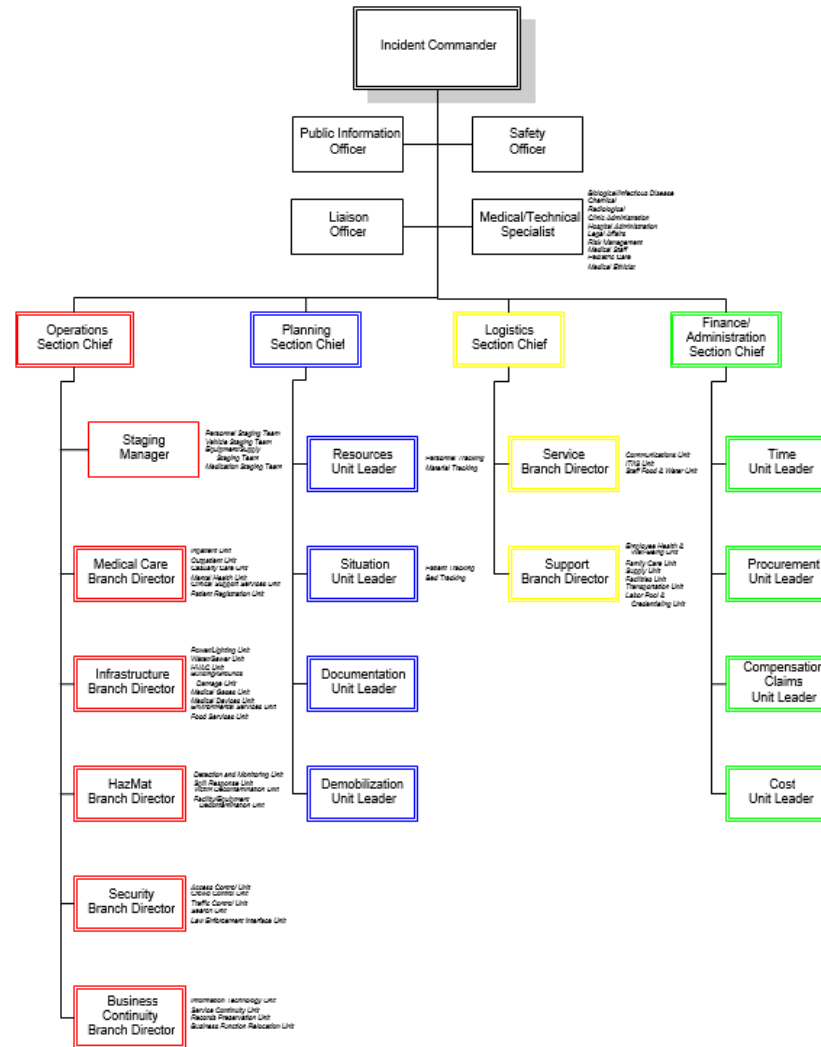 Incident Commander
Public Information
Officer
Safety
Officer
Liaison
Officer
Medical/Technical
Specialist
Biological/Infectious Disease
Chemical
Radiological
Clinic Administration
Hospital Administration
Legal Affairs
Risk Management
Medical Staff
Pediatric Care
Medical Ethicist
Operations
Section Chief
Planning
Section Chief
Logistics
Section Chief
Finance/
Administration
Section Chief
Staging
Manager
Personnel Staging Team
Vehicle Staging Team
Equipment/Supply
Staging Team
Medication Staging Team
Medical Care
Branch Director
Inpatient Unit
Outpatient Unit
Casualty Care Unit
Mental Health Unit
Clinical Support Services Unit
Patient Registration Unit
Infrastructure
Branch Director
Power/Lighting Unit
Water/Sewer Unit
HVAC Unit
Building/Grounds
Damage Unit
Medical Gases Unit
Medical Devices Unit
Environmental Services Unit
Food Services Unit
HazMat
Branch Director
Detection and Monitoring Unit
Spill Response Unit
Victim Decontamination Unit
Facility/Equipment
Decontamination Unit
Security
Branch Director
Access Control Unit
Crowd Control Unit
Traffic Control Unit
Search Unit
Law Enforcement Interface Unit
Business
Continuity
Branch Director
Information Technology Unit
Service Continuity Unit
Records Preservation Unit
Business Function Relocation Unit
Resources
Unit Leader
Personnel Tracking
Material Tracking
Situation
Unit Leader
Patient Tracking
Bed Tracking
Documentation
Unit Leader
Demobilization
Unit Leader
Service
Branch Director
Communications Unit
IT/IS Unit
Staff Food & Water Unit
Support
Branch Director
Employee Health &
Well-Being Unit
Family Care Unit
Supply Unit
Facilities Unit
Transportation Unit
Labor Pool &
Credentialing Unit
Time
Unit Leader
Procurement
Unit Leader
Compensation
Claims
Unit Leader
Cost
Unit Leader